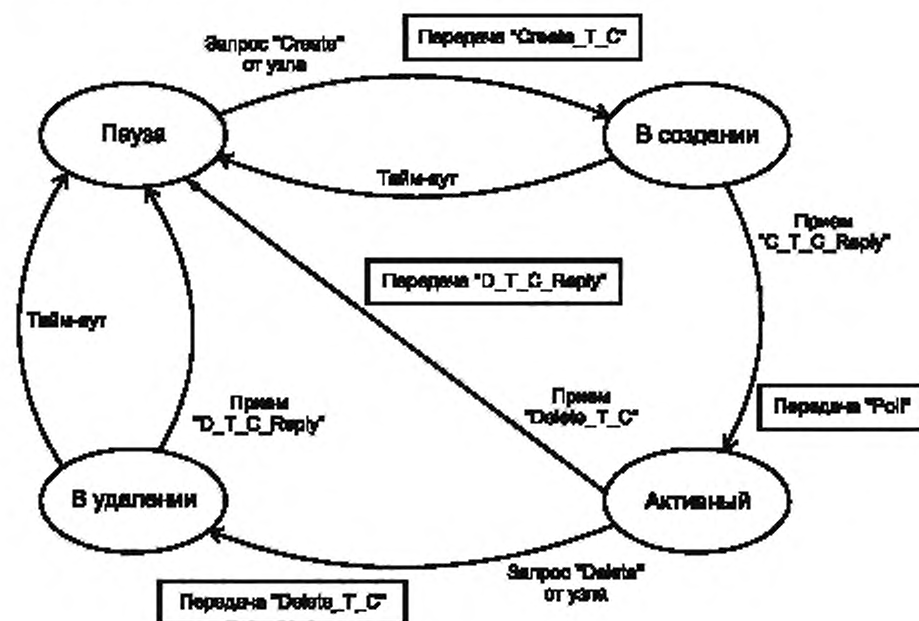 Запрос "Create"
от узла
Передача "Create_T_C"
Пауза
В создании
Тайм-аут
Прием
"C_T_C_Reply"
Передача "D_T_C_Reply"
Тайм-аут
Прием
"D_T_C_Reply"
Прием
"Delete_T_C"
Передача "Poll"
В удалении
Активный
Запрос "Delete"
от узла
Передача "Delete_T_C"